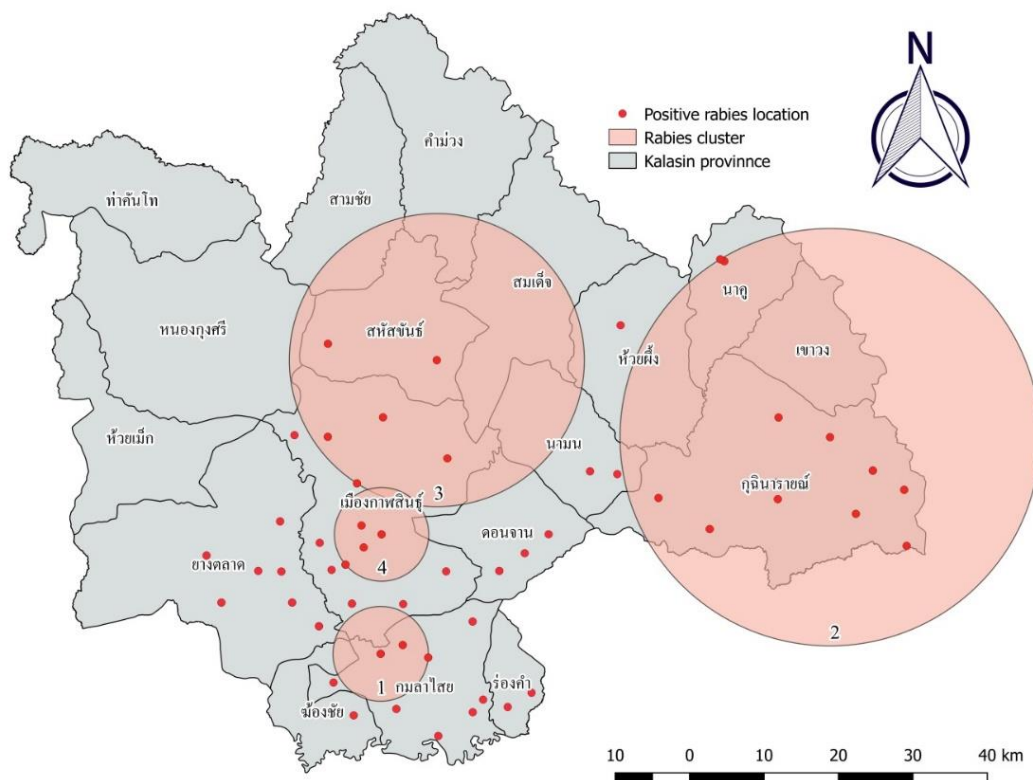 N
Positive rabies location
Rabies cluster
Kalasin provinnce
คำม่วง
สามชัย
ท่าคันโท
สมเด็จ
นาคู
หนองกุงศรี
สหัสขันธ์
เขาวง
ห้วยผึ้ง
ห้วยเม็ก
นามน
กุฉินารายณ์
3
เมืองกาฬสินธุ์
ดอนจาน
ยางตลาด
4
2
1
กมลาไสย
ร่องคำ
ฆ้องชัย
10 0 10 20 30 40 km